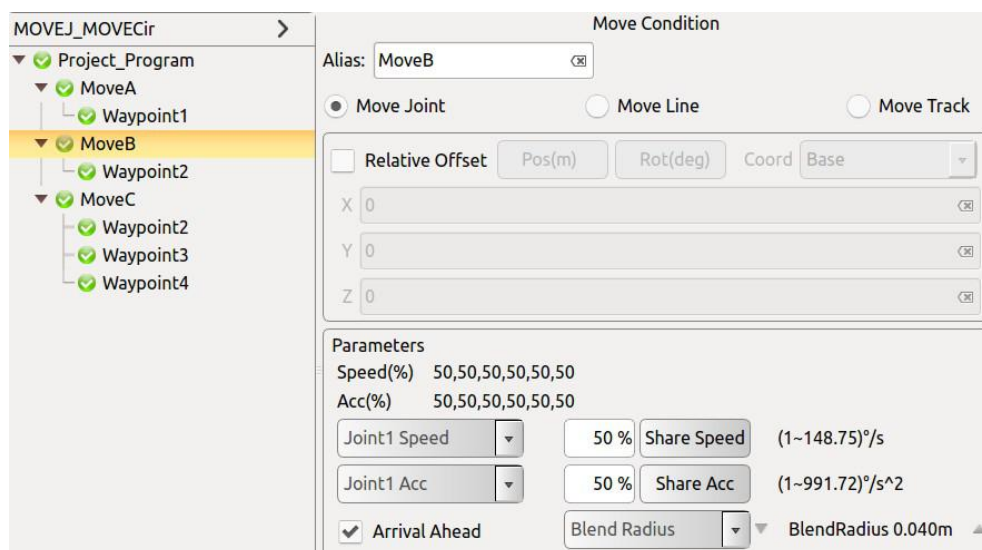 MOVEJ_MOVECir
Project_Program
MoveA
Waypoint1
MoveB
Waypoint2
MoveC
Waypoint2
Waypoint3
Waypoint4
Move Condition
Alias: MoveB
Move Joint Move Line Move Track
Relative Offset Pos(m) Rot(deg) Coord Base
X 0
Y 0
Z 0
Parameters
Speed(%) 50,50,50,50,50,50
Acc(%) 50,50,50,50,50,50
Joint1 Speed 50 % Share Speed (1~148.75)°/s
Joint1 Acc 50 % Share Acc (1~991.72)°/s^2
Arrival Ahead Blend Radius BlendRadius 0.040m